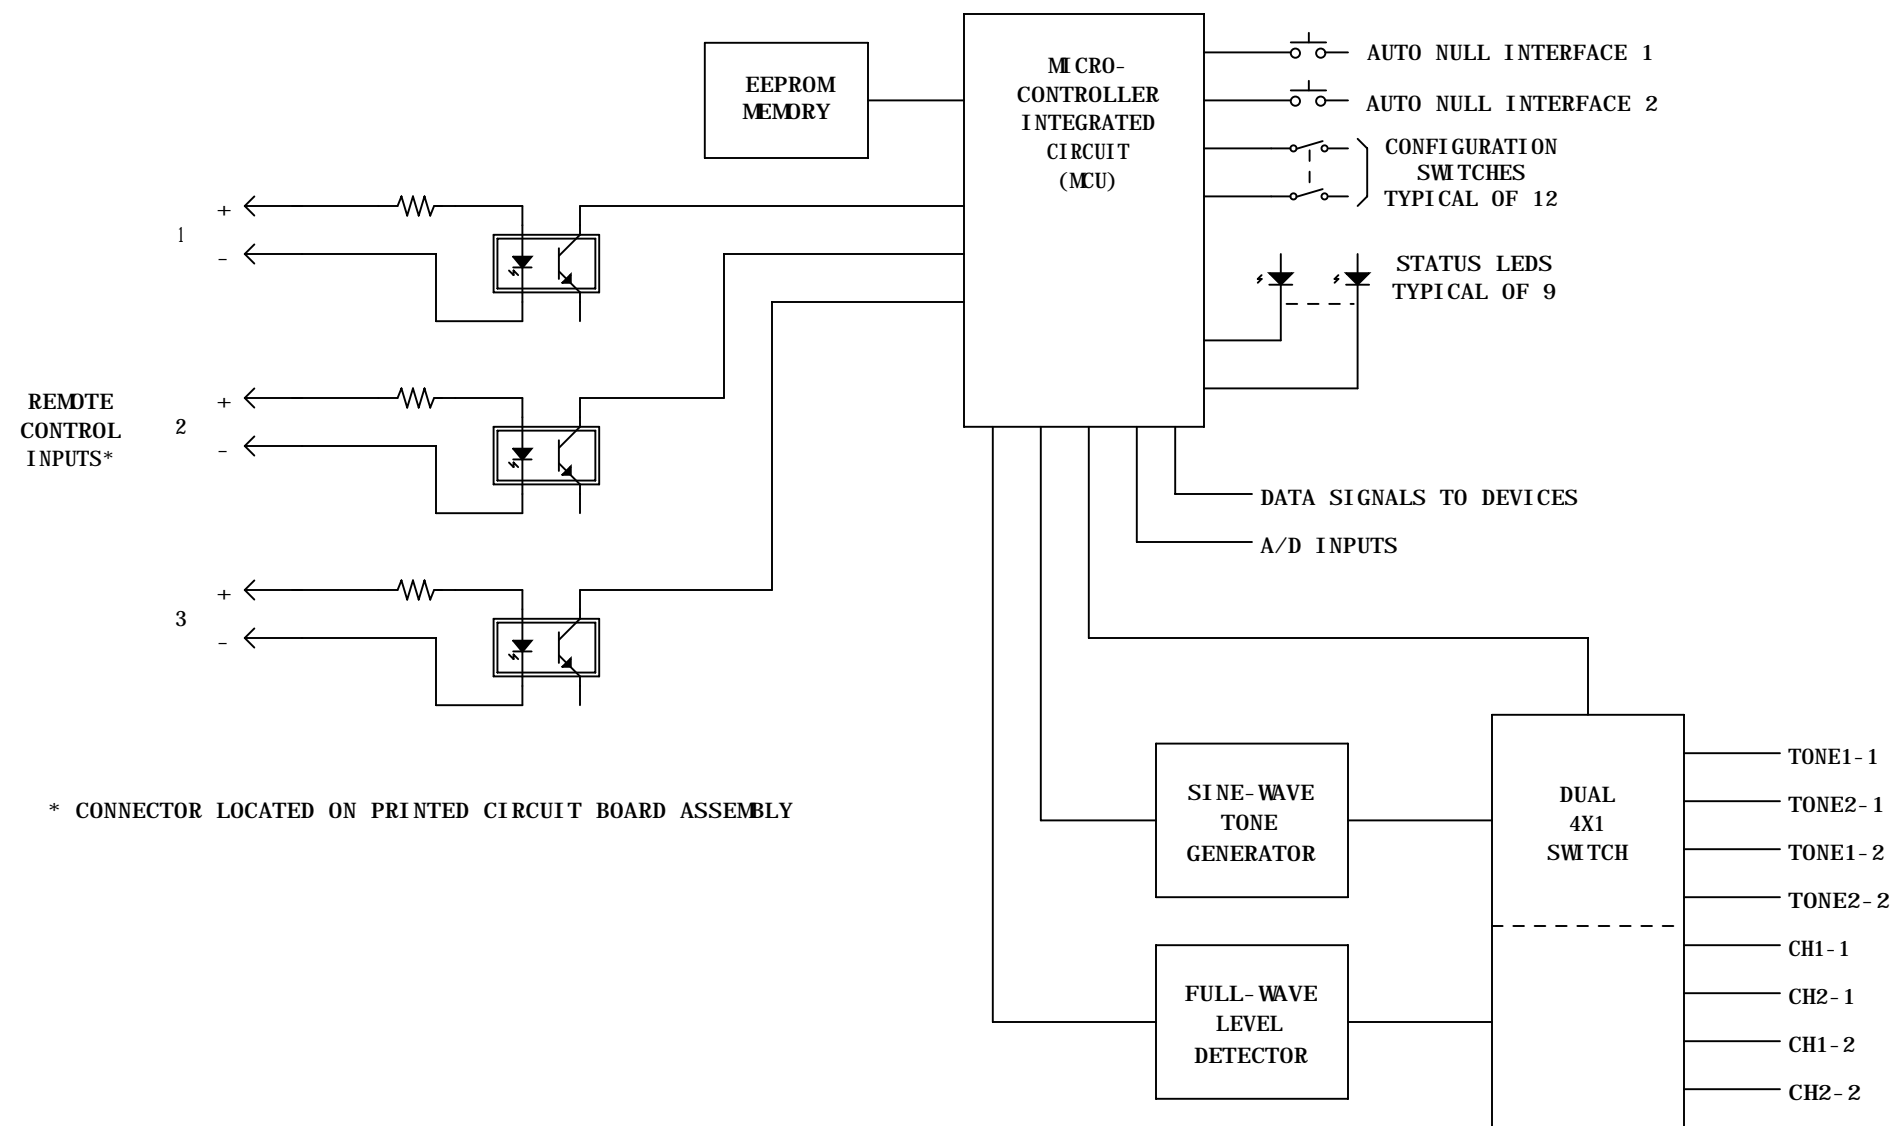 EEPROM
MEMORY
MICRO-
CONTROLLER
INTEGRATED
CIRCUIT
(MCU)
AUTO NULL INTERFACE 1
AUTO NULL INTERFACE 2
CONFIGURATION
SWITCHES
TYPICAL OF 12
STATUS LEDS
TYPICAL OF 9
+
1
-
REMOTE
CONTROL
INPUTS*
+
2
-
+
3
-
DATA SIGNALS TO DEVICES
A/D INPUTS
* CONNECTOR LOCATED ON PRINTED CIRCUIT BOARD ASSEMBLY
SINE-WAVE
TONE
GENERATOR
FULL-WAVE
LEVEL
DETECTOR
DUAL
4X1
SWITCH
TONE1-1
TONE2-1
TONE1-2
TONE2-2
CH1-1
CH2-1
CH1-2
CH2-2